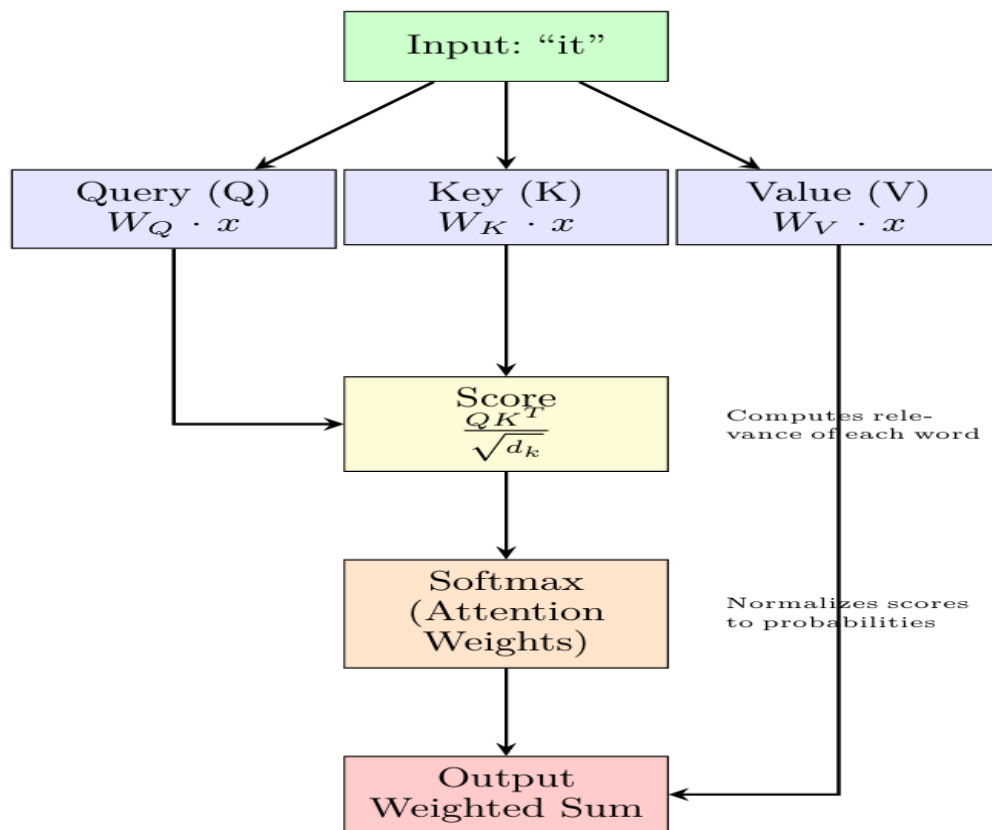 Input: “it”
Query (Q)
W_Q · x
Key (K)
W_K · x
Value (V)
W_V · x
Score
QK^T
√d_k
Computes rele-
vance of each word
Softmax
(Attention
Weights)
Normalizes scores
to probabilities
Output
Weighted Sum